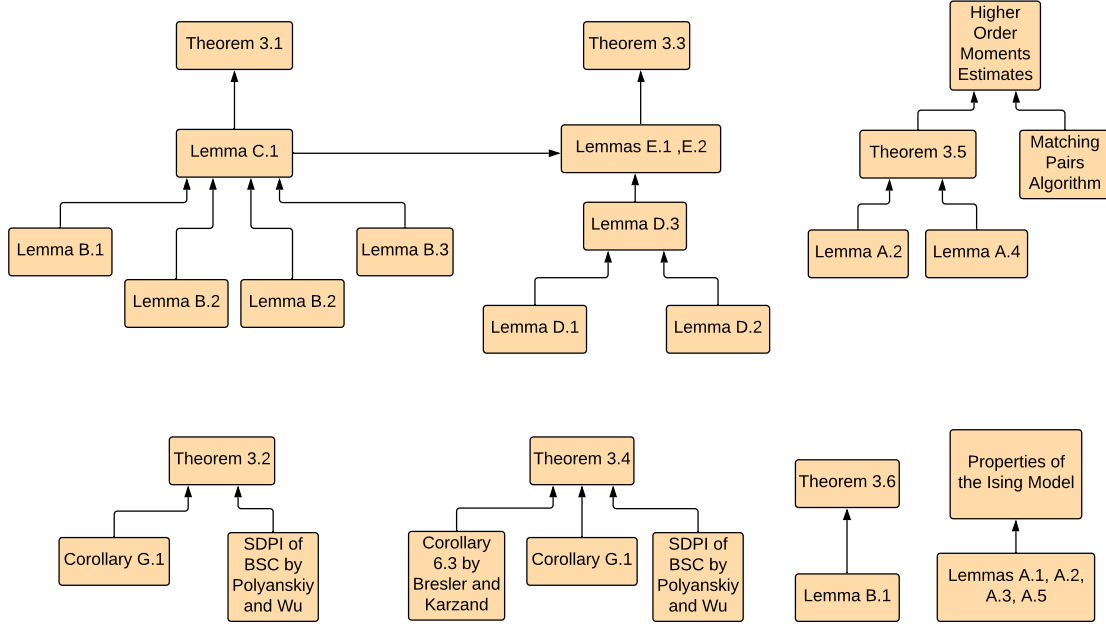 Theorem 3.1
Theorem 3.3
Higher
Order
Moments
Estimates
Lemma C.1
Lemmas E.1 ,E.2
Theorem 3.5
Matching
Pairs
Algorithm
Lemma B.1
Lemma B.2
Lemma B.2
Lemma B.3
Lemma D.3
Lemma A.2
Lemma A.4
Lemma D.1
Lemma D.2
Theorem 3.2
Corollary G.1
SDPI of
BSC by
Polyanskiy
and Wu
Theorem 3.4
Corollary
6.3 by
Bresler and
Karzand
Corollary G.1
SDPI of
BSC by
Polyanskiy
and Wu
Theorem 3.6
Lemma B.1
Properties of
the Ising Model
Lemmas A.1, A.2,
A.3, A.5